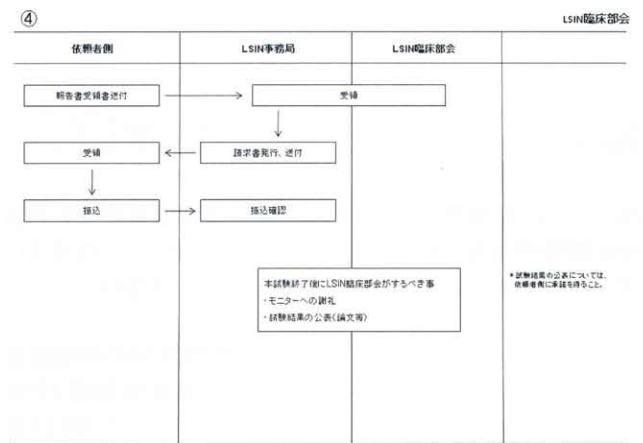 ④
LSIN臨床部会
依頼者側
LSIN事務局
LSIN臨床部会
報告書受領書送付
受領
受領
請求書発行、送付
振込
振込確認
本試験終了後にLSIN臨床部会がするべき事
・モニターへの謝礼
・試験結果の公表(論文等)
*試験結果の公表については、
依頼者側に承諾を得ること。